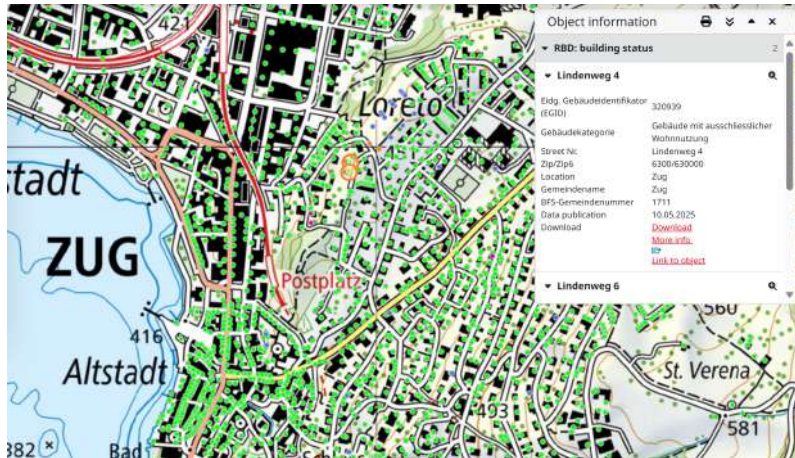 421
Loreto
stadt
ZUG
Postplatz
416
Altstadt
493
560
St. Verena
581
382
Bad
Object information
RBD: building status 2
Lindenweg 4
Eidg. Gebäudeidentifikator (EGID) 320939
Gebäudekategorie Gebäude mit ausschliesslicher Wohnnutzung
Street Nr. Lindenweg 4
Zip/Zip6 6300/630000
Location Zug
Gemeindename Zug
BFS-Gemeindenummer 1711
Data publication 10.05.2025
Download Download
More info
Link to object
Lindenweg 6